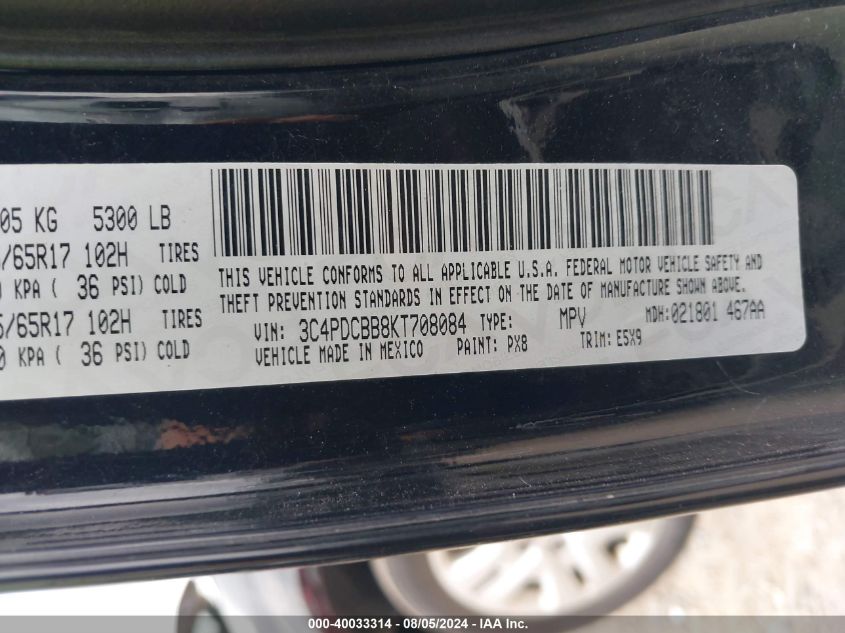 05 KG 5300 LB
/65R17 102H TIRES
KPA ( 36 PSI) COLD
/65R17 102H TIRES
0 KPA ( 36 PSI) COLD
THIS VEHICLE CONFORMS TO ALL APPLICABLE U.S.A. FEDERAL MOTOR VEHICLE SAFETY AND
THEFT PREVENTION STANDARDS IN EFFECT ON THE DATE OF MANUFACTURE SHOWN ABOVE.
VIN: 3C4PDCBB8KT708084 TYPE: MPV MDH:021801 467AA
VEHICLE MADE IN MEXICO PAINT: PX8 TRIM: E5X9
000-40033314 - 08/05/2024 - IAA Inc.